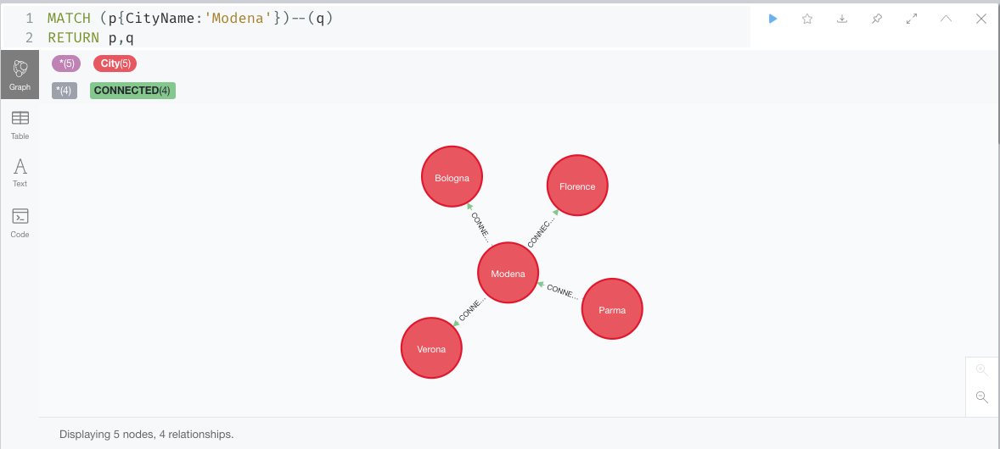 1 MATCH (p{CityName:'Modena'})--(q)
2 RETURN p,q
*(5) City(5)
*(4) CONNECTED(4)
Graph
Table
Text
Code
Bologna
Florence
CONNE...
CONNEC...
Modena
CONNE...
Parma
CONNE...
Verona
Displaying 5 nodes, 4 relationships.